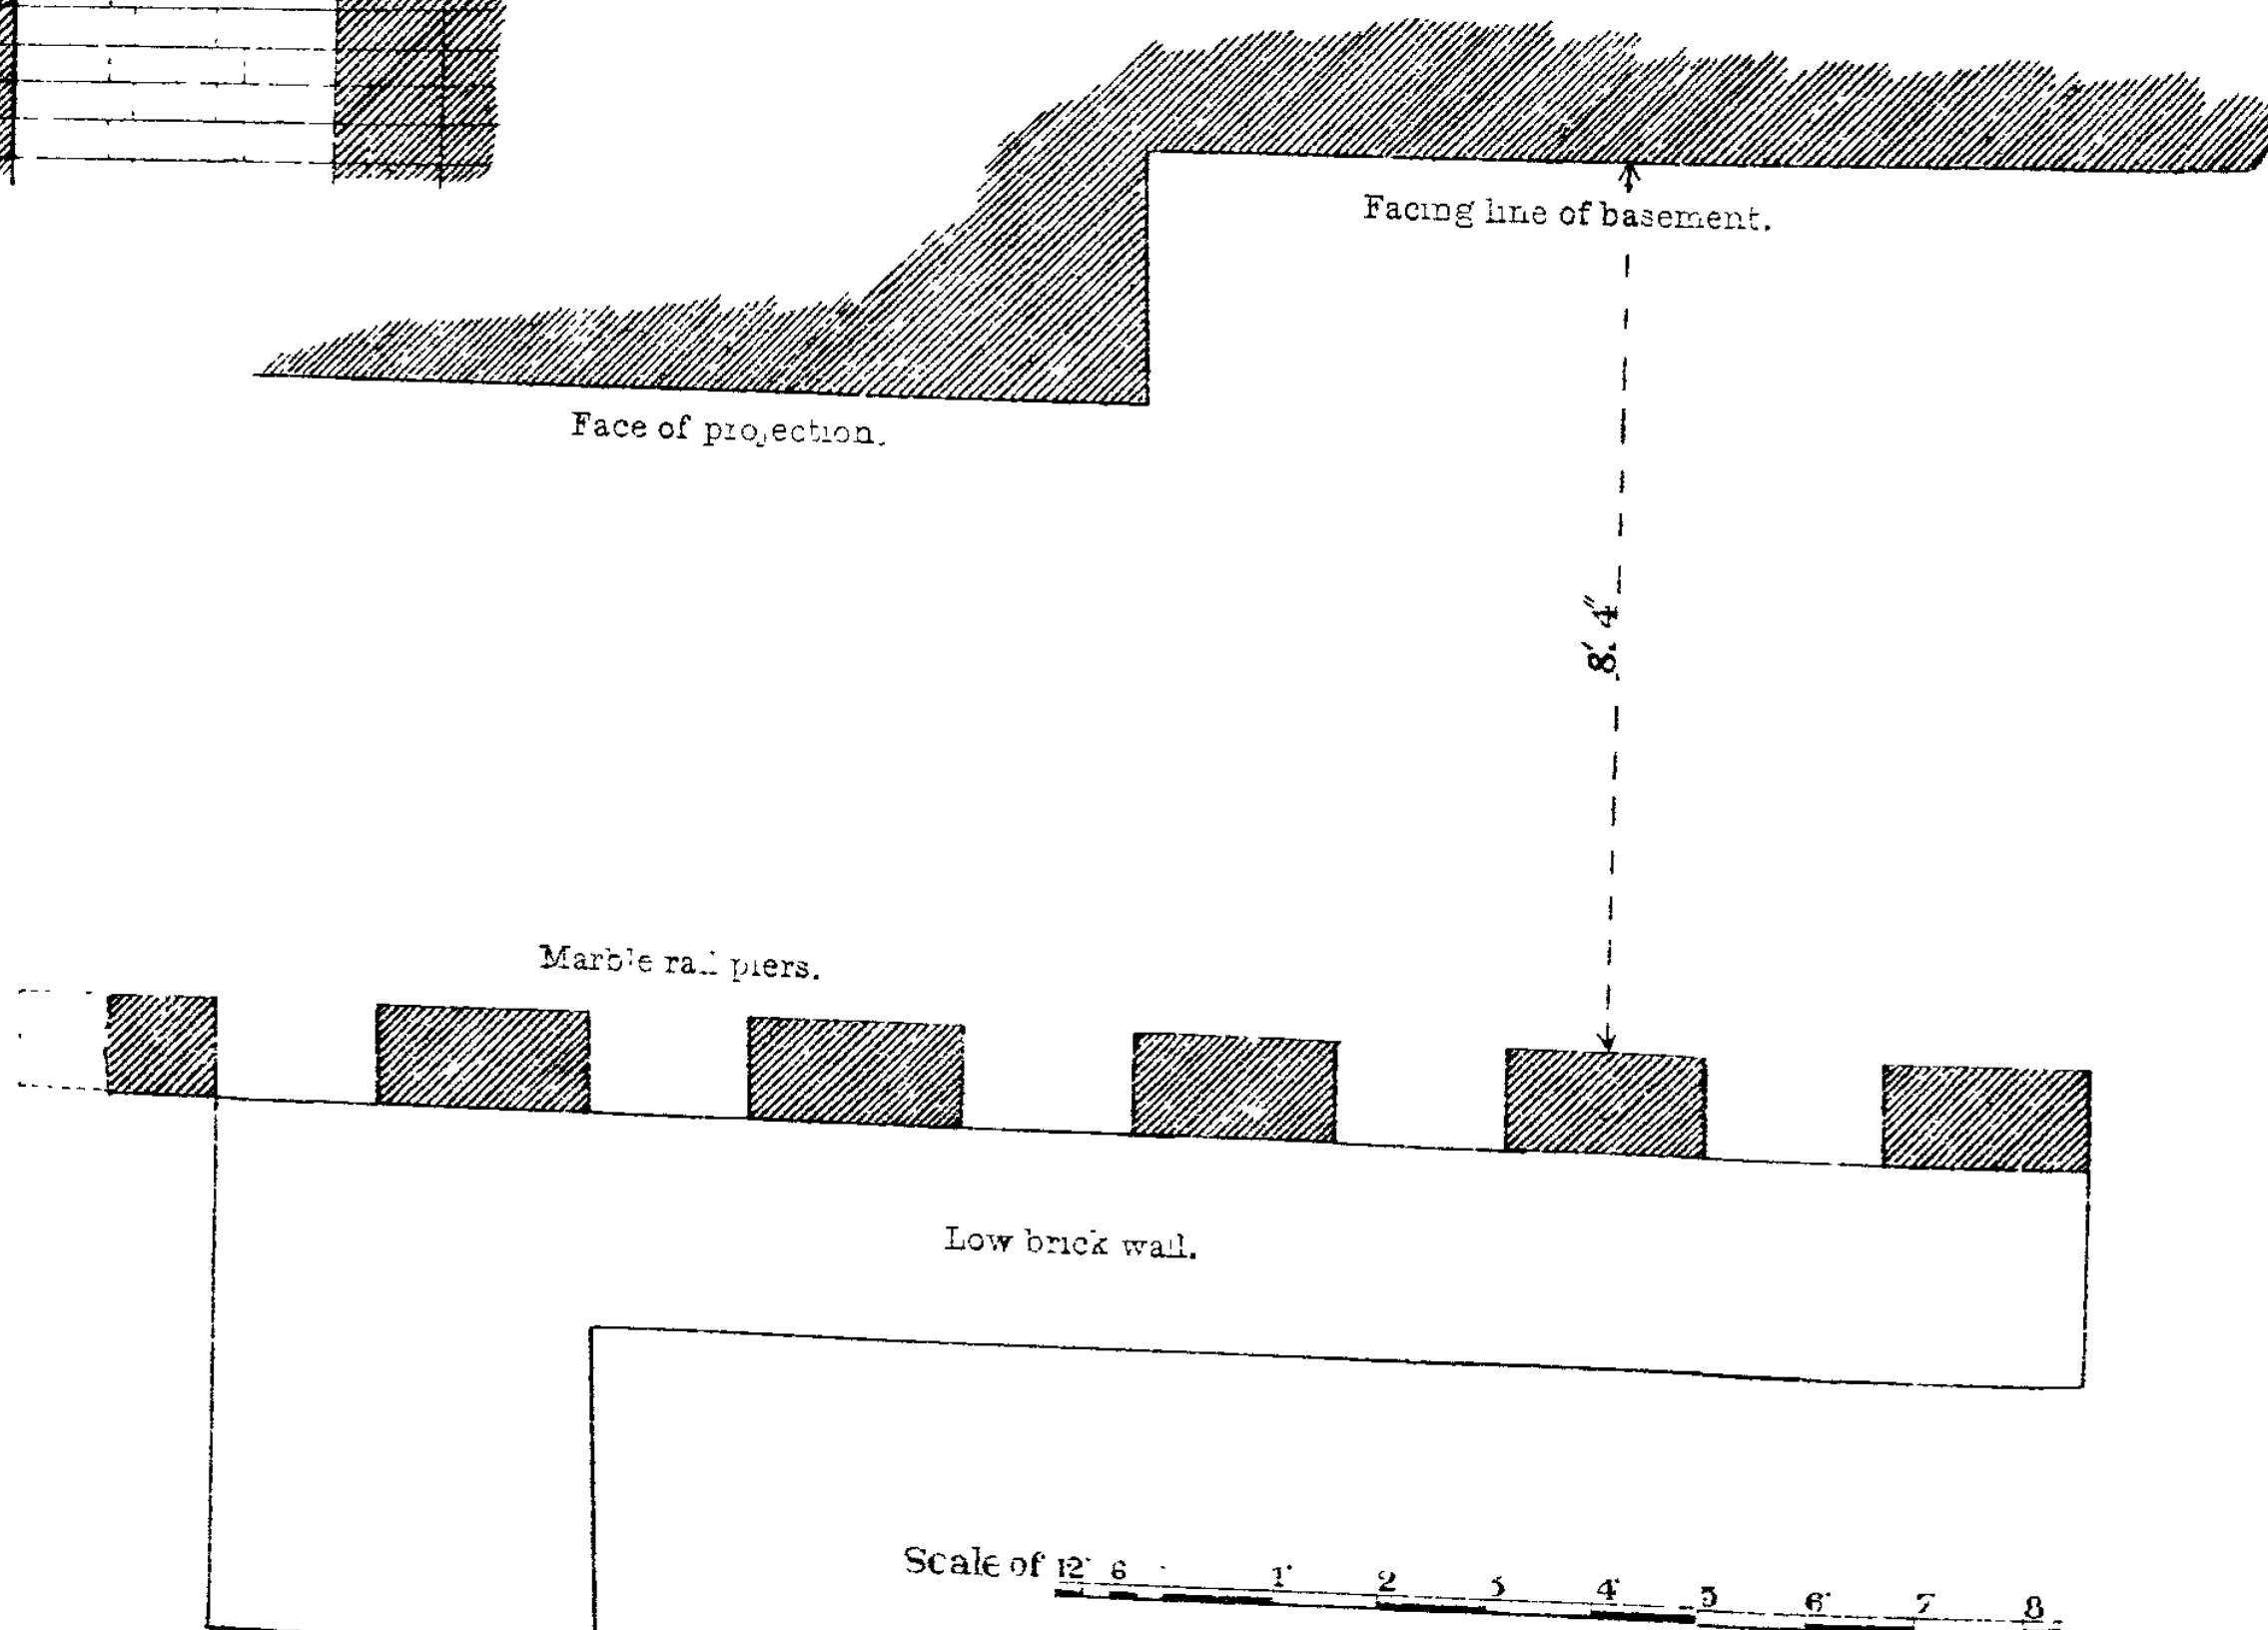 Facing line of basement.
Face of projection.
8'. 4"
Marble rail piers.
Low brick wall.
Scale of 12' 6 1' 2 3 4' 5 6' 7 8